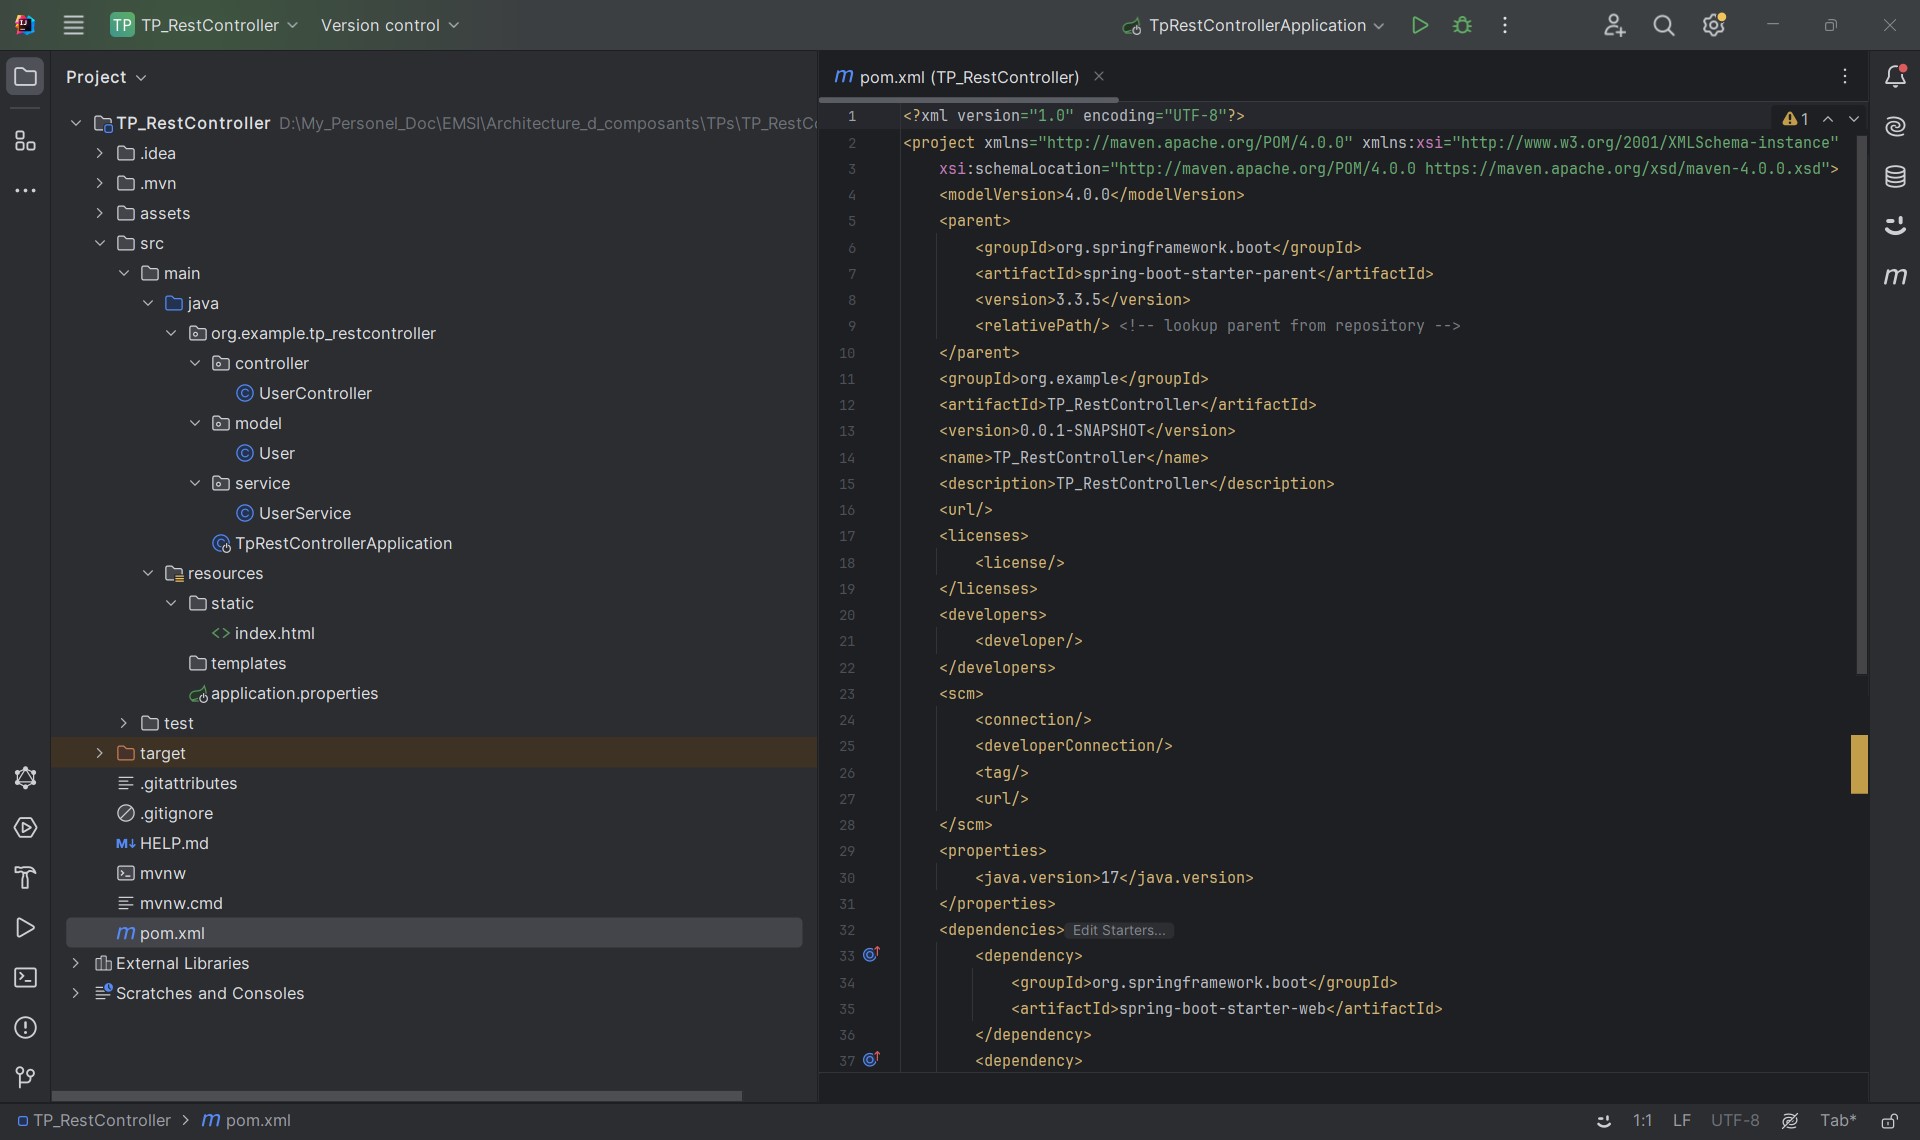 TP TP_RestController Version control TpRestControllerApplication
Project
TP_RestController D:\My_Personel_Doc\EMSI\Architecture_d_composants\TPs\TP_RestCo
.idea
.mvn
assets
src
main
java
org.example.tp_restcontroller
controller
UserController
model
User
service
UserService
TpRestControllerApplication
resources
static
index.html
templates
application.properties
test
target
.gitattributes
.gitignore
M↓ HELP.md
mvnw
mvnw.cmd
m pom.xml
External Libraries
Scratches and Consoles
m pom.xml (TP_RestController)
1 <?xml version="1.0" encoding="UTF-8"?> 1
2 <project xmlns="http://maven.apache.org/POM/4.0.0" xmlns:xsi="http://www.w3.org/2001/XMLSchema-instance"
3 xsi:schemaLocation="http://maven.apache.org/POM/4.0.0 https://maven.apache.org/xsd/maven-4.0.0.xsd">
4 <modelVersion>4.0.0</modelVersion>
5 <parent>
6 <groupId>org.springframework.boot</groupId>
7 <artifactId>spring-boot-starter-parent</artifactId>
8 <version>3.3.5</version>
9 <relativePath/> <!-- lookup parent from repository -->
10 </parent>
11 <groupId>org.example</groupId>
12 <artifactId>TP_RestController</artifactId>
13 <version>0.0.1-SNAPSHOT</version>
14 <name>TP_RestController</name>
15 <description>TP_RestController</description>
16 <url/>
17 <licenses>
18 <license/>
19 </licenses>
20 <developers>
21 <developer/>
22 </developers>
23 <scm>
24 <connection/>
25 <developerConnection/>
26 <tag/>
27 <url/>
28 </scm>
29 <properties>
30 <java.version>17</java.version>
31 </properties>
32 <dependencies> Edit Starters...
33 <dependency>
34 <groupId>org.springframework.boot</groupId>
35 <artifactId>spring-boot-starter-web</artifactId>
36 </dependency>
37 <dependency>
m
TP_RestController > m pom.xml 1:1 LF UTF-8 Tab*